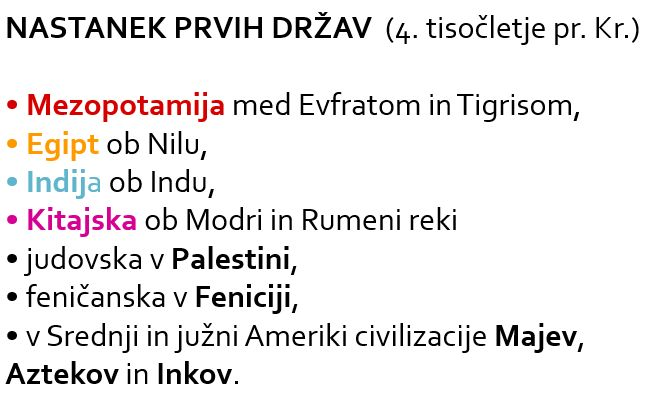 NASTANEK PRVIH DRŽAV (4. tisočletje pr. Kr.)
• Mezopotamija med Evfratom in Tigrisom,
• Egipt ob Nilu,
• Indija ob Indu,
• Kitajska ob Modri in Rumeni reki
• judovska v Palestini,
• feničanska v Feniciji,
• v Srednji in južni Ameriki civilizacije Majev,
Aztekov in Inkov.